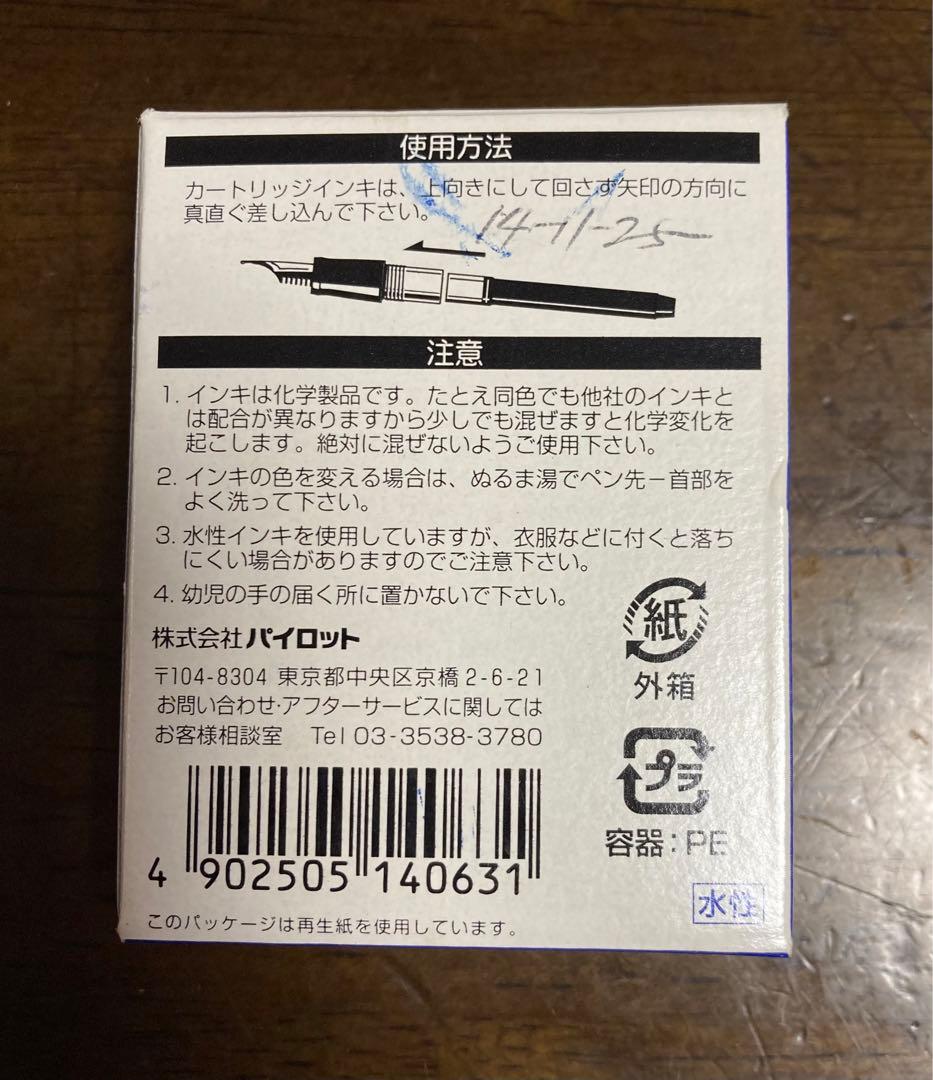 使用方法
カートリッジインキは、上向きにして回さず矢印の方向に
真直ぐ差し込んで下さい。
14-11-25
注意
1. インキは化学製品です。たとえ同色でも他社のインキと
は配合が異なりますから少しでも混ぜますと化学変化を
起こします。絶対に混ぜないようご使用下さい。
2. インキの色を変える場合は、ぬるま湯でペン先－首部を
よく洗って下さい。
3. 水性インキを使用していますが、衣服などに付くと落ち
にくい場合がありますのでご注意下さい。
4. 幼児の手の届く所に置かないで下さい。
株式会社パイロット
〒104-8304 東京都中央区京橋2-6-21
お問い合わせ・アフターサービスに関しては
お客様相談室 Tel 03-3538-3780
4 902505 140631
このパッケージは再生紙を使用しています。
紙
外箱
プラ
容器：PE
水性